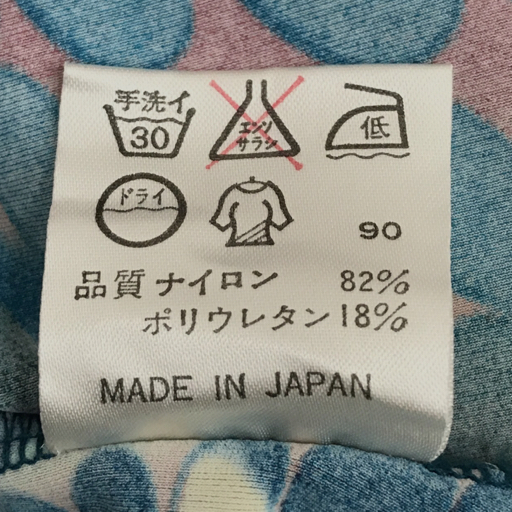 手洗イ
30
エンソ
サラシ
低
ドライ
90
品質 ナイロン 82%
ポリウレタン 18%
MADE IN JAPAN